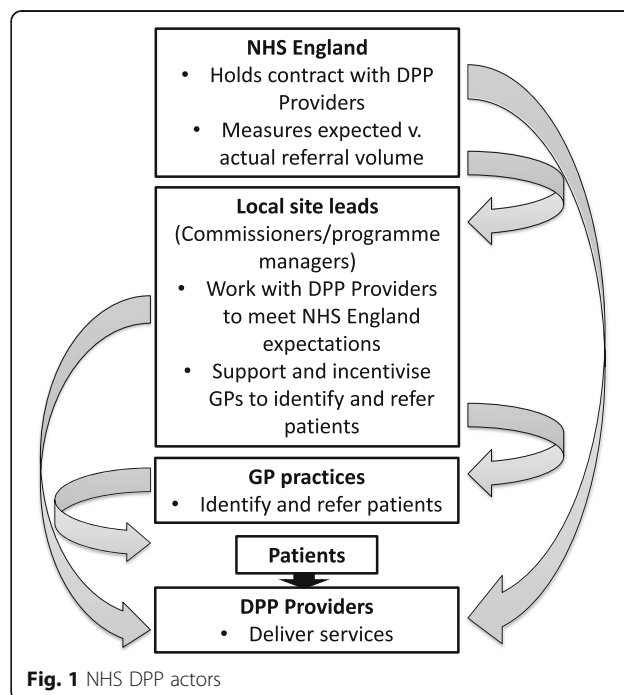 NHS England
• Holds contract with DPP
Providers
• Measures expected v.
actual referral volume
Local site leads
(Commissioners/programme
managers)
• Work with DPP Providers
to meet NHS England
expectations
• Support and incentivise
GPs to identify and refer
patients
GP practices
• Identify and refer patients
Patients
DPP Providers
• Deliver services
Fig. 1 NHS DPP actors